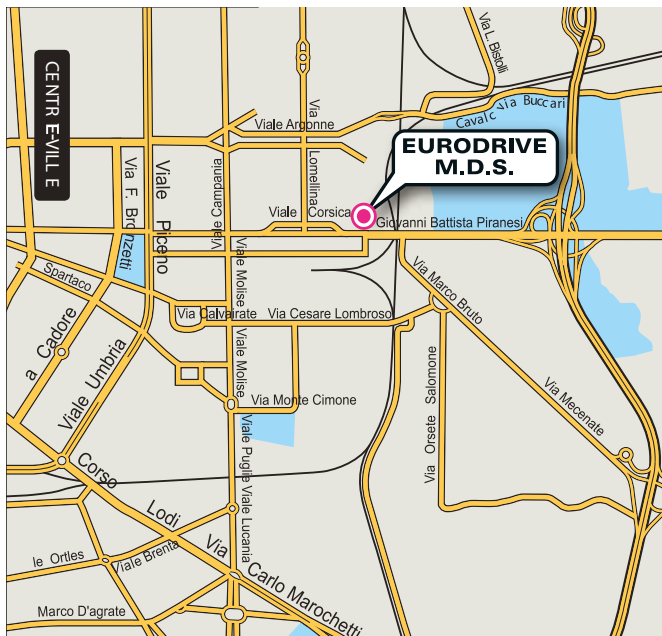 Via L. Bistolli
CENTR E-VILL E
Via
Lomellina
Via Buccari
Cavalc
Viale Argonne
EURODRIVE
M.D.S.
Via F. Bronzetti
Viale Piceno
Viale Campania
Viale Corsica
Giovanni Battista Piranesi
Spartaco
Viale Molise
Via Marco Bruto
Via Calvairate
Via Cesare Lombroso
a Cadore
Viale Umbria
Viale Molise
Via Orsete Salomone
Via Mecenate
Via Monte Cimone
Viale Puglie
Viale Lucania
Corso
Lodi
Via
Carlo Marochetti
le Ortles
Viale Brenta
Marco D'agrate